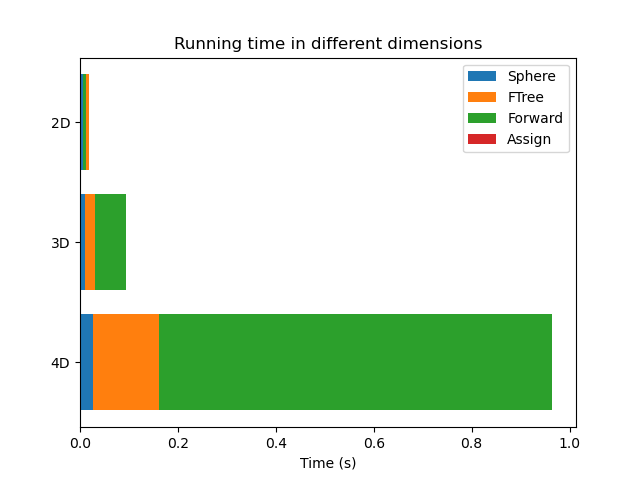 Running time in different dimensions
Sphere
FTree
Forward
Assign
2D
3D
4D
0.0 0.2 0.4 0.6 0.8 1.0
Time (s)